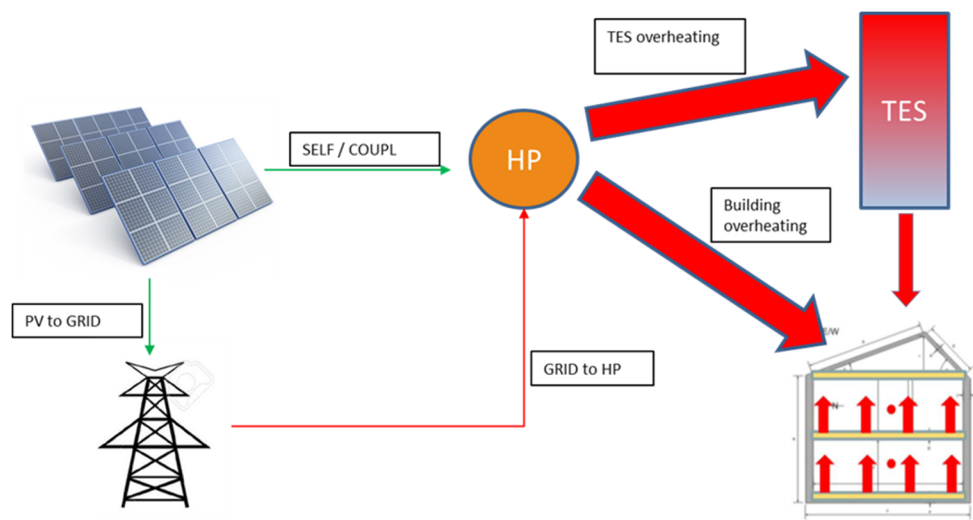 TES overheating
TES
SELF / COUPL
HP
Building
overheating
PV to GRID
E/W
GRID to HP
N